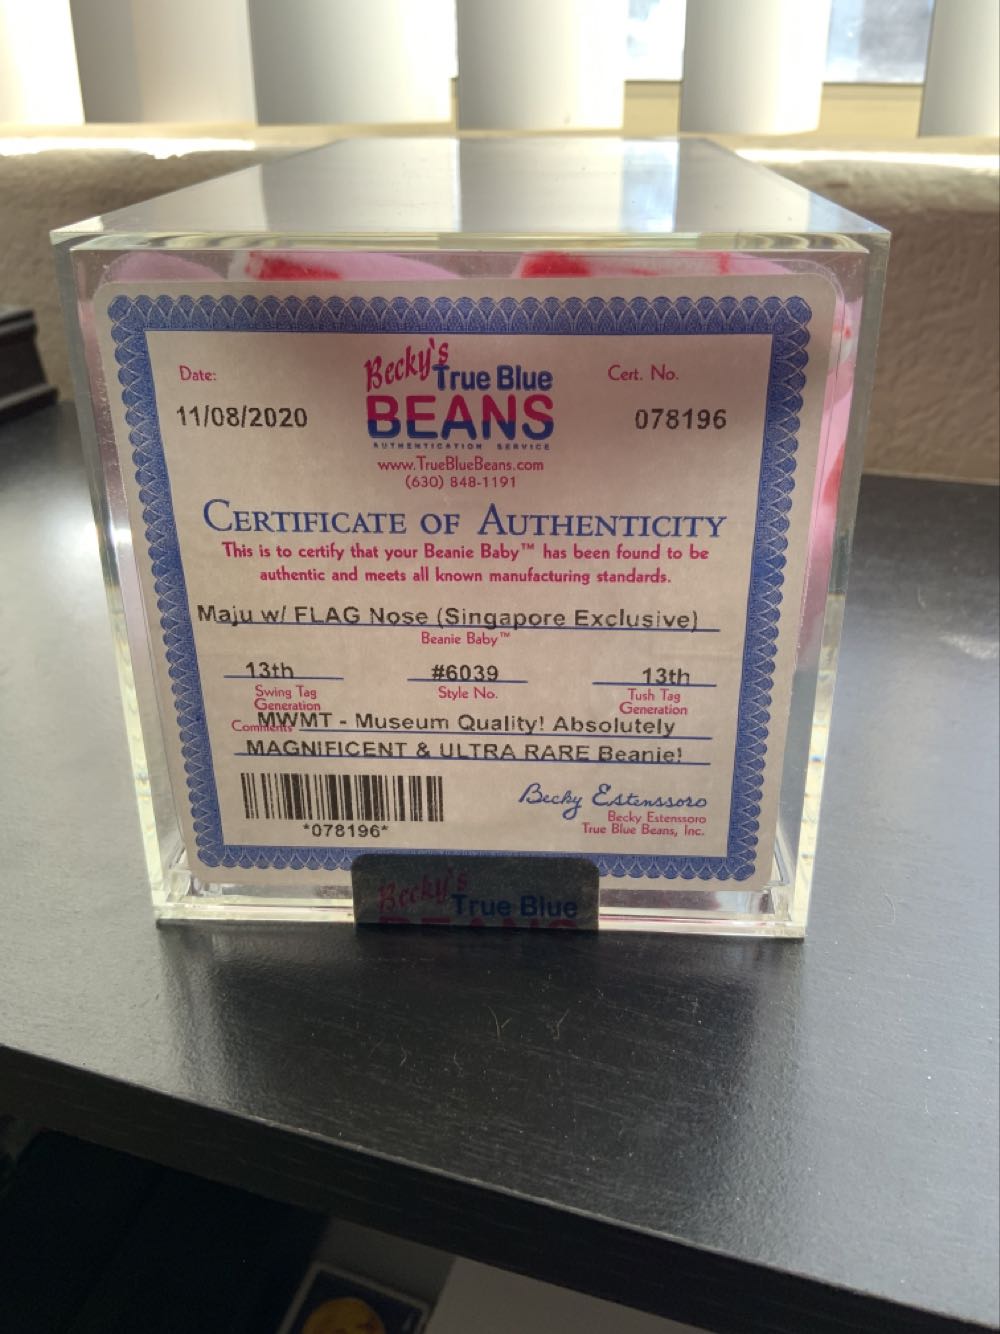 Date:
Becky's
True Blue
Cert. No.
11/08/2020
BEANS
078196
AUTHENTICATION SERVICE
www.TrueBlueBeans.com
(630) 848-1191
CERTIFICATE OF AUTHENTICITY
This is to certify that your Beanie Baby™ has been found to be
authentic and meets all known manufacturing standards.
Maju w/ FLAG Nose (Singapore Exclusive)
Beanie Baby™
13th #6039 13th
Swing Tag Style No. Tush Tag
Generation Generation
Comments MWMT - Museum Quality! Absolutely
MAGNIFICENT & ULTRA RARE Beanie!
*078196*
Becky Estenssoro
Becky Estenssoro
True Blue Beans, Inc.
Becky's
True Blue
BEANS